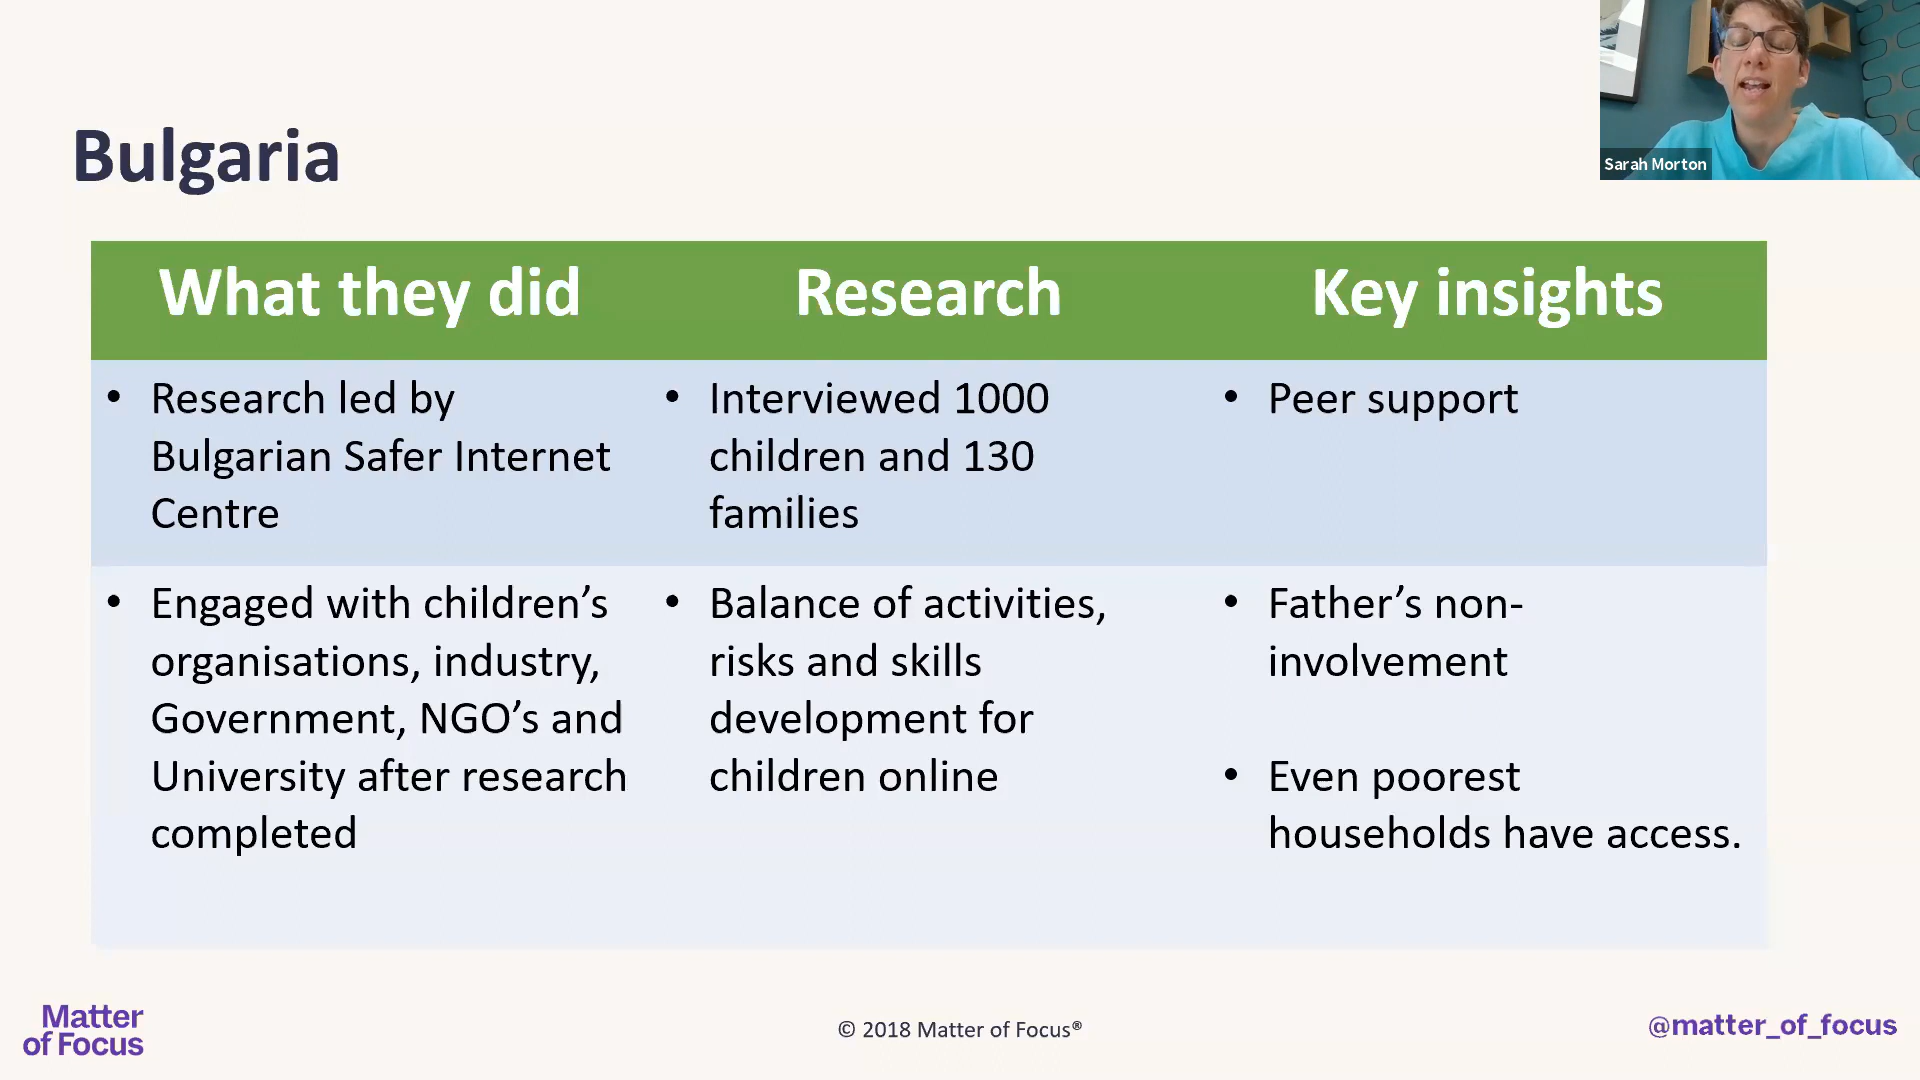 Bulgaria
Sarah Morton
What they did
Research
Key insights
• Research led by
Bulgarian Safer Internet
Centre
• Interviewed 1000
children and 130
families
• Peer support
• Engaged with children’s
organisations, industry,
Government, NGO’s and
University after research
completed
• Balance of activities,
risks and skills
development for
children online
• Father’s non-
involvement
• Even poorest
households have access.
Matter
of Focus
© 2018 Matter of Focus®
@matter_of_focus